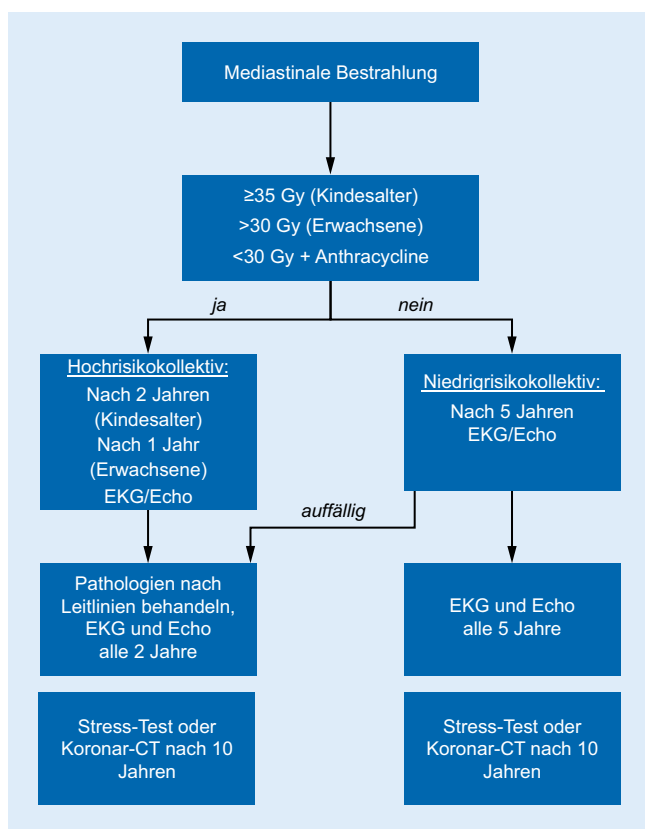 Mediastinale Bestrahlung
≥35 Gy (Kindesalter)
>30 Gy (Erwachsene)
<30 Gy + Anthracycline
ja
nein
Hochrisikokollektiv:
Nach 2 Jahren
(Kindesalter)
Nach 1 Jahr
(Erwachsene)
EKG/Echo
Niedrigrisikokollektiv:
Nach 5 Jahren
EKG/Echo
auffällig
Pathologien nach
Leitlinien behandeln,
EKG und Echo
alle 2 Jahre
EKG und Echo
alle 5 Jahre
Stress-Test oder
Koronar-CT nach 10
Jahren
Stress-Test oder
Koronar-CT nach 10
Jahren